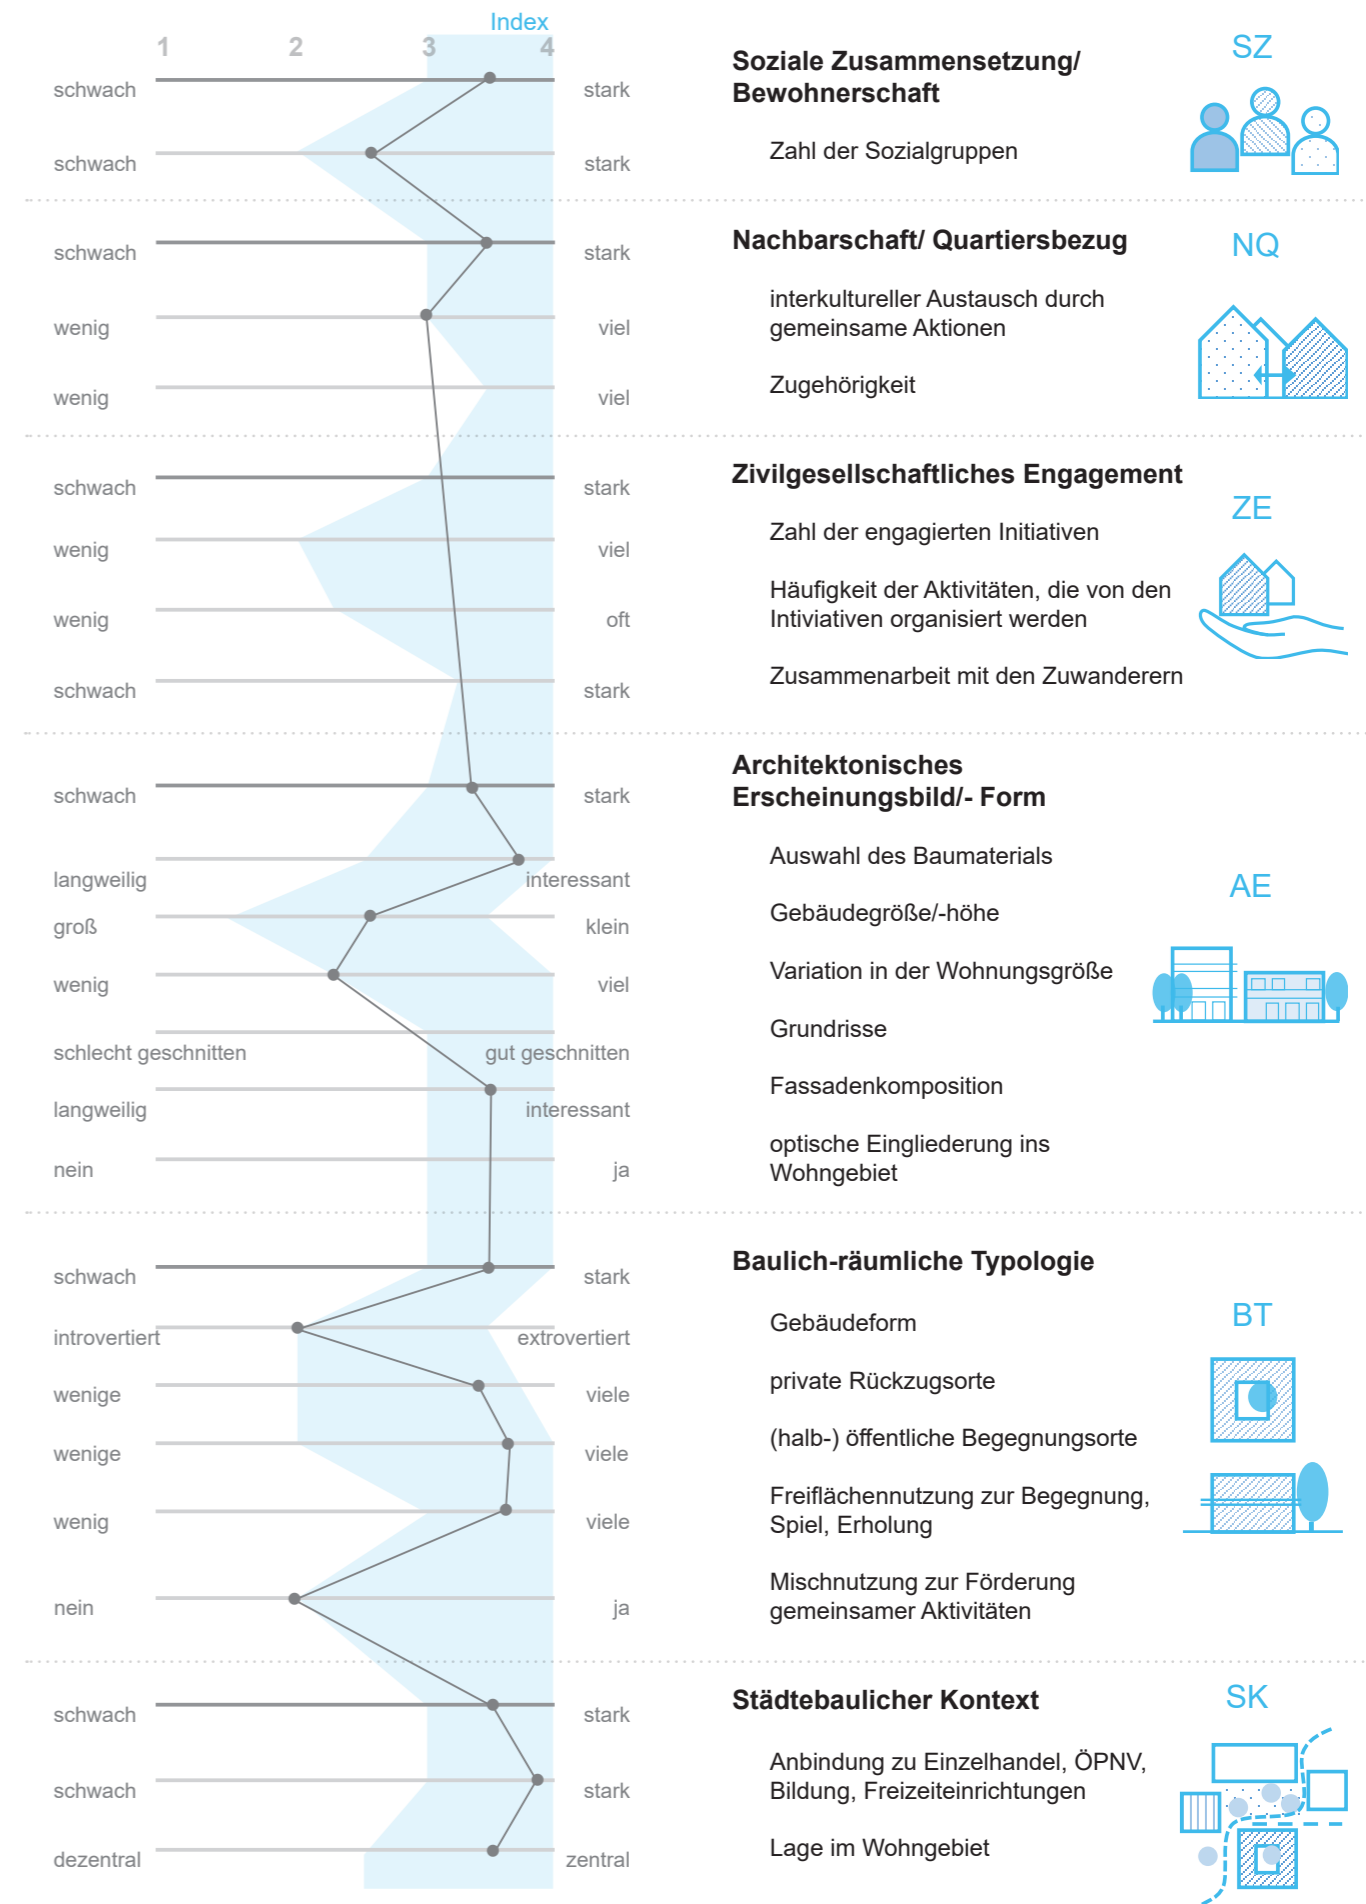 Index
1 2 3 4
schwach stark
Soziale Zusammensetzung/
Bewohnerschaft
SZ
schwach stark
Zahl der Sozialgruppen
schwach stark
Nachbarschaft/ Quartiersbezug
NQ
wenig viel
interkultureller Austausch durch
gemeinsame Aktionen
wenig viel
Zugehörigkeit
schwach stark
Zivilgesellschaftliches Engagement
ZE
wenig viel
Zahl der engagierten Initiativen
wenig oft
Häufigkeit der Aktivitäten, die von den
Intiviativen organisiert werden
schwach stark
Zusammenarbeit mit den Zuwanderern
schwach stark
Architektonisches
Erscheinungsbild/- Form
AE
langweilig interessant
Auswahl des Baumaterials
groß klein
Gebäudegröße/-höhe
wenig viel
Variation in der Wohnungsgröße
schlecht geschnitten gut geschnitten
Grundrisse
langweilig interessant
Fassadenkomposition
nein ja
optische Eingliederung ins
Wohngebiet
schwach stark
Baulich-räumliche Typologie
BT
introvertiert extrovertiert
Gebäudeform
wenige viele
private Rückzugsorte
wenige viele
(halb-) öffentliche Begegnungsorte
wenig viele
Freiflächennutzung zur Begegnung,
Spiel, Erholung
nein ja
Mischnutzung zur Förderung
gemeinsamer Aktivitäten
schwach stark
Städtebaulicher Kontext
SK
schwach stark
Anbindung zu Einzelhandel, ÖPNV,
Bildung, Freizeiteinrichtungen
dezentral zentral
Lage im Wohngebiet